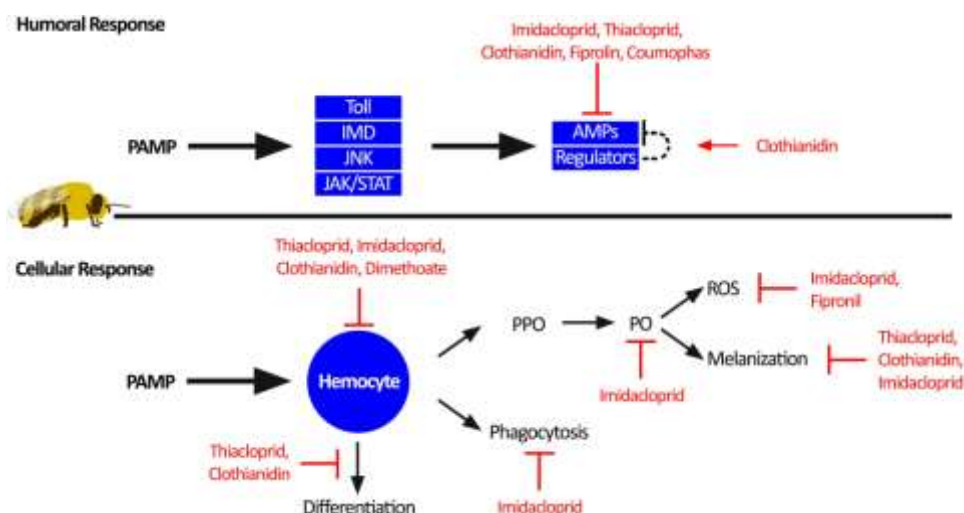 Humoral Response
Imidacloprid, Thiacloprid,
Clothianidin, Fiprolin, Coumophas
Toll
IMD
JNK
JAK/STAT
PAMP
AMPs
Regulators
Clothianidin
Cellular Response
Thiacloprid, Imidacloprid,
Clothianidin, Dimethoate
ROS
Imidacloprid,
Fipronil
PPO
PO
Melanization
Thiacloprid,
Clothianidin,
Imidacloprid
PAMP
Hemocyte
Imidacloprid
Phagocytosis
Thiacloprid,
Clothianidin
Differentiation
Imidacloprid